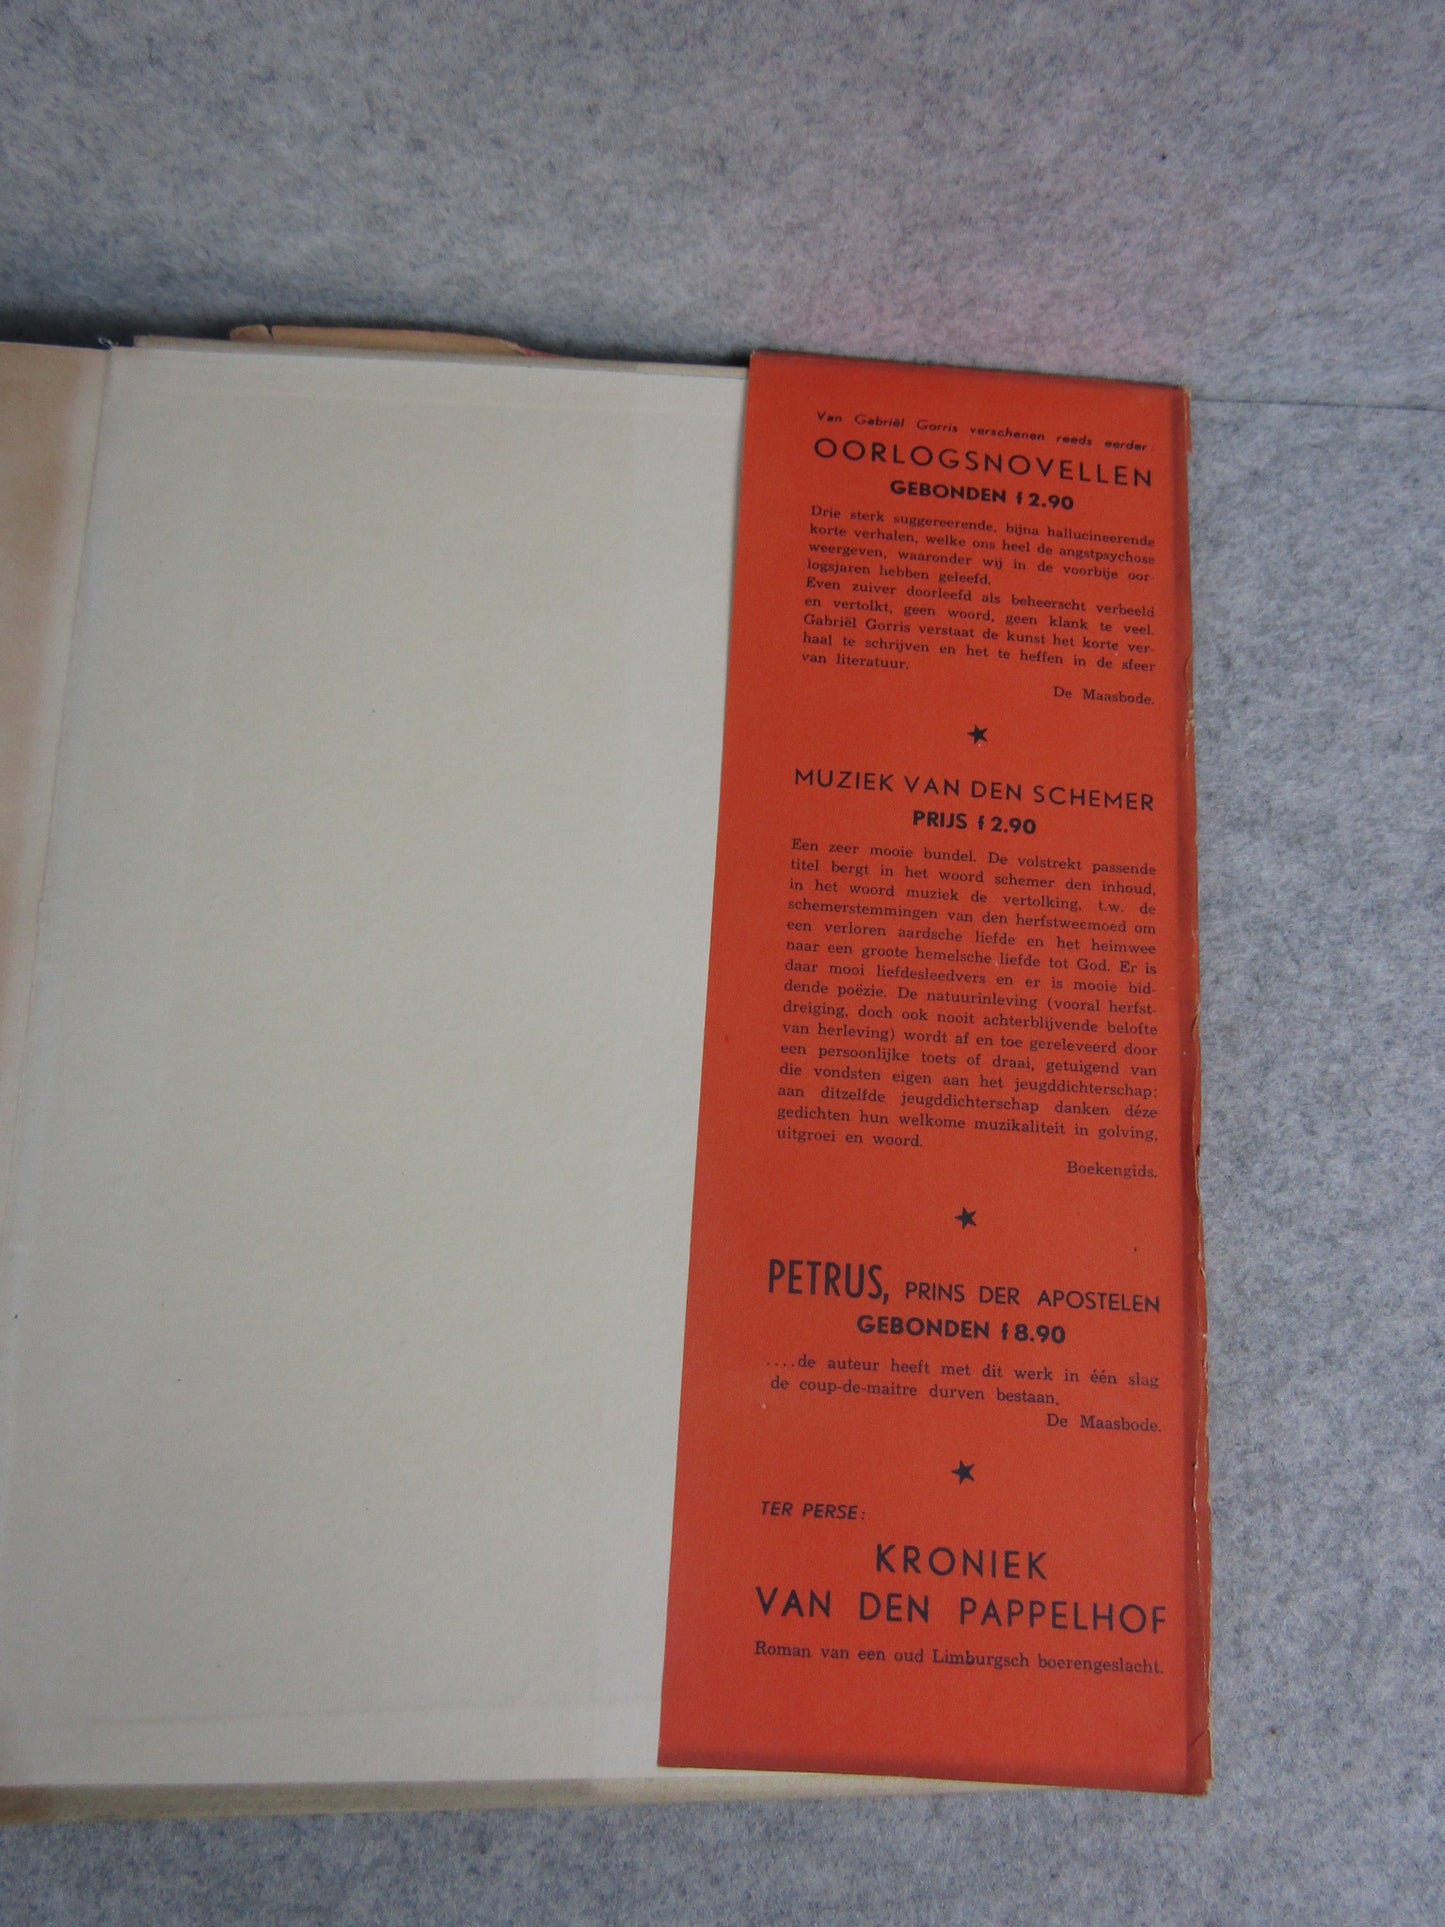 Van Gabriël Gorris verschenen reeds eerder:
OORLOGSNOVELLEN
GEBONDEN f 2.90
Drie sterk suggereerende, bijna hallucineerende
korte verhalen, welke ons heel de angstpsychose
weergeven, waaronder wij in de voorbije oor-
logsjaren hebben geleefd.
Even zuiver doorleefd als beheerscht verbeeld
en vertolkt, geen woord, geen klank te veel.
Gabriël Gorris verstaat de kunst het korte ver-
haal te schrijven en het te heffen in de sfeer
van literatuur.
De Maasbode.
★
MUZIEK VAN DEN SCHEMER
PRIJS f 2.90
Een zeer mooie bundel. De volstrekt passende
titel bergt in het woord schemer den inhoud,
in het woord muziek de vertolking, t.w. de
schemerstemmingen van den herfstweemoed om
een verloren aardsche liefde en het heimwee
naar een groote hemelsche liefde tot God. Er is
daar mooi liefdesleedvers en er is mooie bid-
dende poëzie. De natuurinleving (vooral herfst-
dreiging, doch ook nooit achterblijvende belofte
van herleving) wordt af en toe gereleveerd door
een persoonlijke toets of draai, getuigend van
die vondsten eigen aan het jeugddichterschap;
aan ditzelfde jeugddichterschap danken déze
gedichten hun welkome muzikaliteit in golving,
uitgroei en woord.
Boekengids.
★
PETRUS, PRINS DER APOSTELEN
GEBONDEN f 8.90
....de auteur heeft met dit werk in één slag
de coup-de-maitre durven bestaan.
De Maasbode.
★
TER PERSE:
KRONIEK
VAN DEN PAPPELHOF
Roman van een oud Limburgsch boerengeslacht.